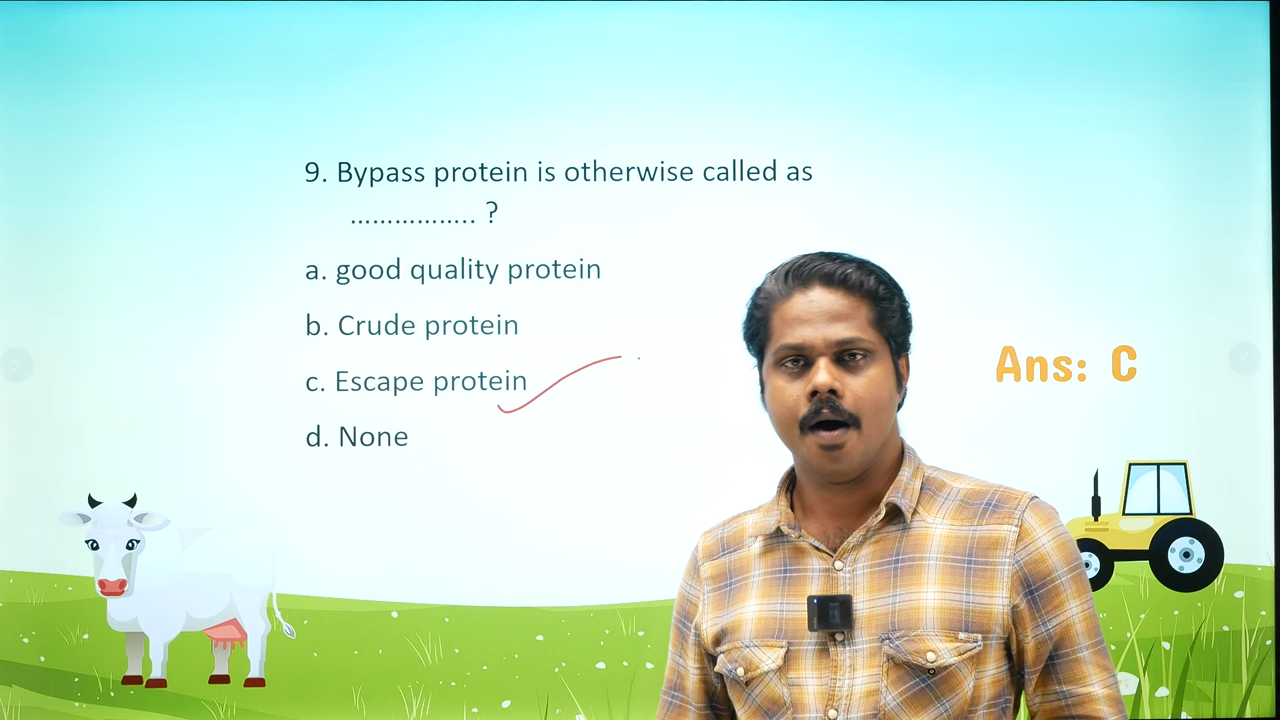 9. Bypass protein is otherwise called as
................. ?
a. good quality protein
b. Crude protein
c. Escape protein
d. None
Ans: C